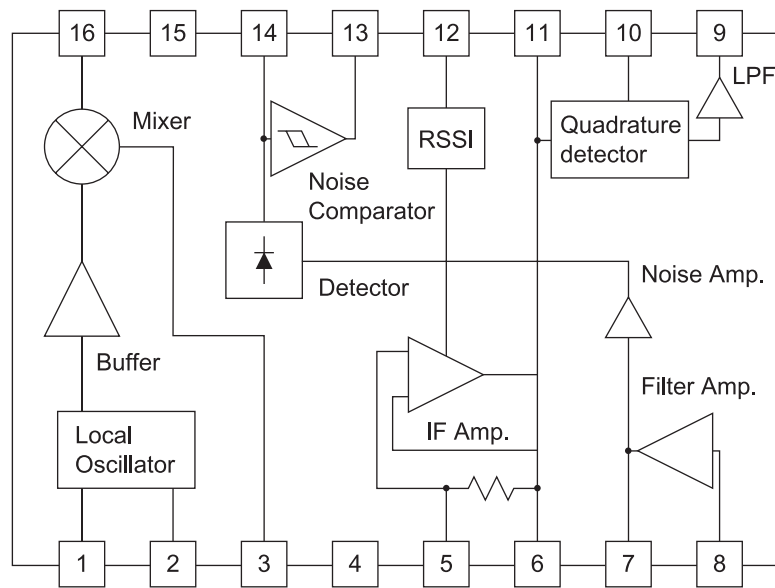 16 15 14 13 12 11 10 9
LPF
Mixer
RSSI
Quadrature
detector
Noise
Comparator
Detector
Noise Amp.
Buffer
Filter Amp.
IF Amp.
Local
Oscillator
1 2 3 4 5 6 7 8